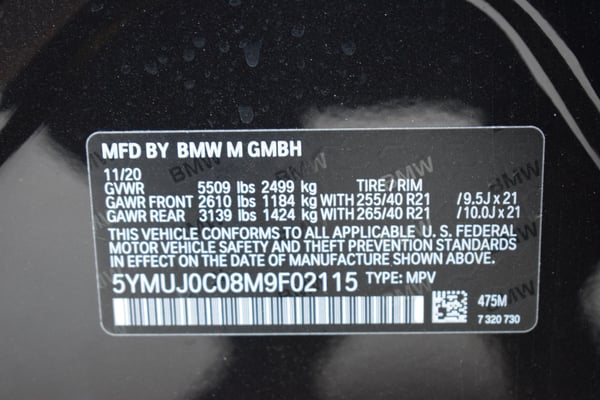 MFD BY BMW M GMBH
11/20
GVWR 5509 lbs 2499 kg TIRE / RIM
GAWR FRONT 2610 lbs 1184 kg WITH 255/40 R21 / 9.5J x 21
GAWR REAR 3139 lbs 1424 kg WITH 265/40 R21 / 10.0J x 21
THIS VEHICLE CONFORMS TO ALL APPLICABLE U. S. FEDERAL
MOTOR VEHICLE SAFETY AND THEFT PREVENTION STANDARDS
IN EFFECT ON THE DATE OF MANUFACTURE SHOWN ABOVE.
5YMUJ0C08M9F02115 TYPE: MPV
475M
7 320 730